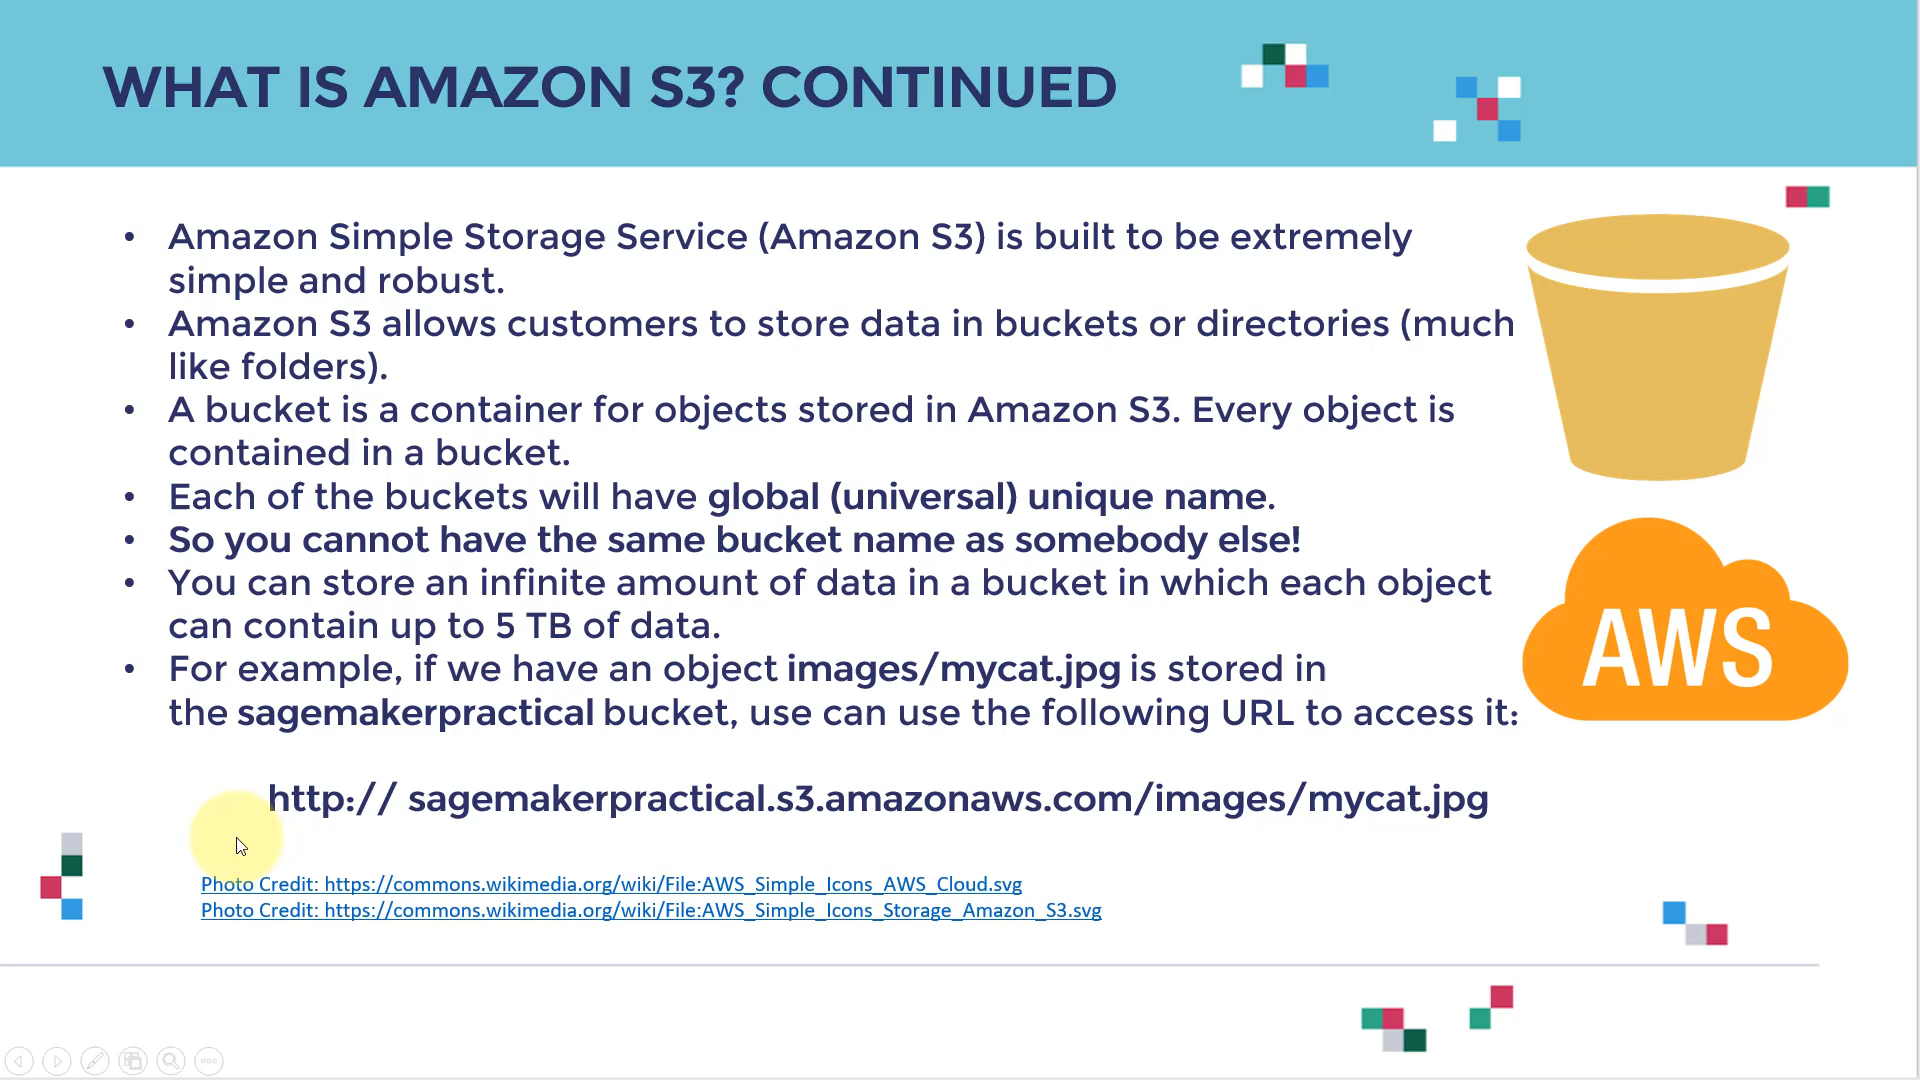 WHAT IS AMAZON S3? CONTINUED
• Amazon Simple Storage Service (Amazon S3) is built to be extremely
simple and robust.
• Amazon S3 allows customers to store data in buckets or directories (much
like folders).
• A bucket is a container for objects stored in Amazon S3. Every object is
contained in a bucket.
• Each of the buckets will have global (universal) unique name.
• So you cannot have the same bucket name as somebody else!
• You can store an infinite amount of data in a bucket in which each object
can contain up to 5 TB of data.
• For example, if we have an object images/mycat.jpg is stored in
the sagemakerpractical bucket, use can use the following URL to access it:
http:// sagemakerpractical.s3.amazonaws.com/images/mycat.jpg
AWS
Photo Credit: https://commons.wikimedia.org/wiki/File:AWS_Simple_Icons_AWS_Cloud.svg
Photo Credit: https://commons.wikimedia.org/wiki/File:AWS_Simple_Icons_Storage_Amazon_S3.svg